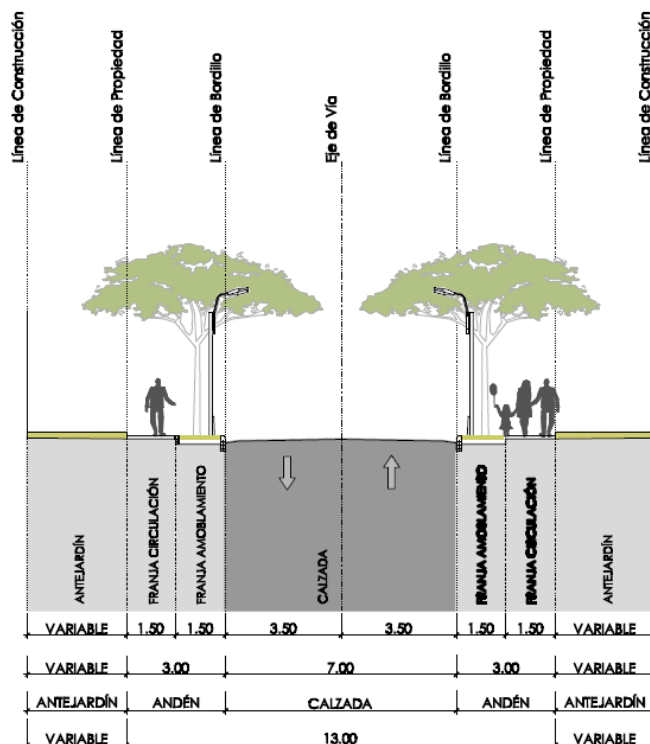 Línea de Construcción
Línea de Propiedad
Línea de Bordillo
Eje de Vía
Línea de Bordillo
Línea de Propiedad
Línea de Construcción
ANTEJARDÍN
FRANJA CIRCULACIÓN
FRANJA AMOBLAMIENTO
CALZADA
FRANJA AMOBLAMIENTO
FRANJA CIRCULACIÓN
ANTEJARDÍN
VARIABLE 1.50 1.50 3.50 3.50 1.50 1.50 VARIABLE
VARIABLE 3.00 7.00 3.00 VARIABLE
ANTEJARDÍN ANDÉN CALZADA ANDÉN ANTEJARDÍN
VARIABLE 13.00 VARIABLE